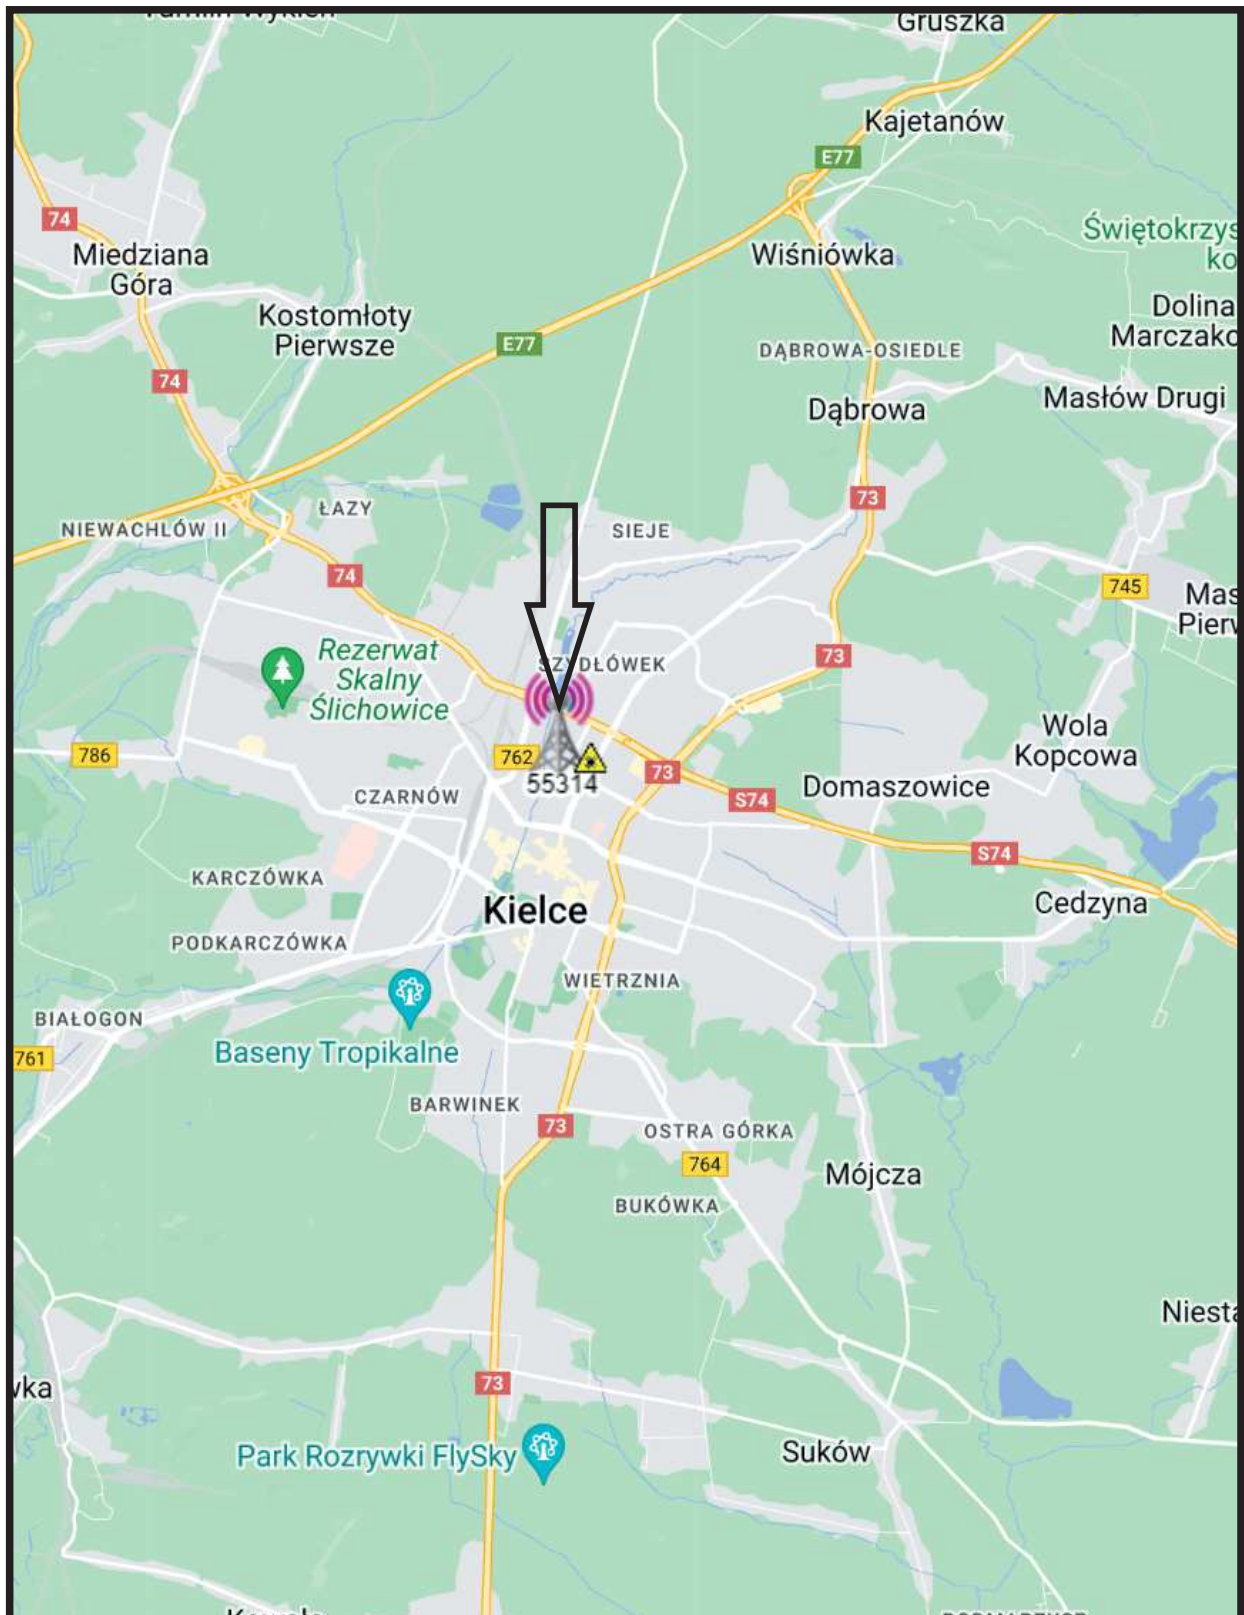 Gruszka
Kajetanów
E77
74
Miedziana
Góra
Wiśniówka
Świętokrzys
ko
Kostomłoty
Pierwsze
Dolina
Marczako
E77
DĄBROWA-OSIEDLE
74
Dąbrowa
Masłów Drugi
73
ŁAZY
NIEWACHLÓW II
SIEJE
74
745
Mas
Pierw
Rezerwat
Skalny
Ślichowice
SZYDŁÓWEK
73
Wola
Kopcowa
786
762
73
55314
Domaszowice
CZARNÓW
S74
S74
KARCZÓWKA
Kielce
Cedzyna
PODKARCZÓWKA
WIETRZNIA
BIAŁOGON
Baseny Tropikalne
761
BARWINEK
73
OSTRA GÓRKA
764
Mójcza
BUKÓWKA
Niesta
73
wka
Park Rozrywki FlySky
Suków